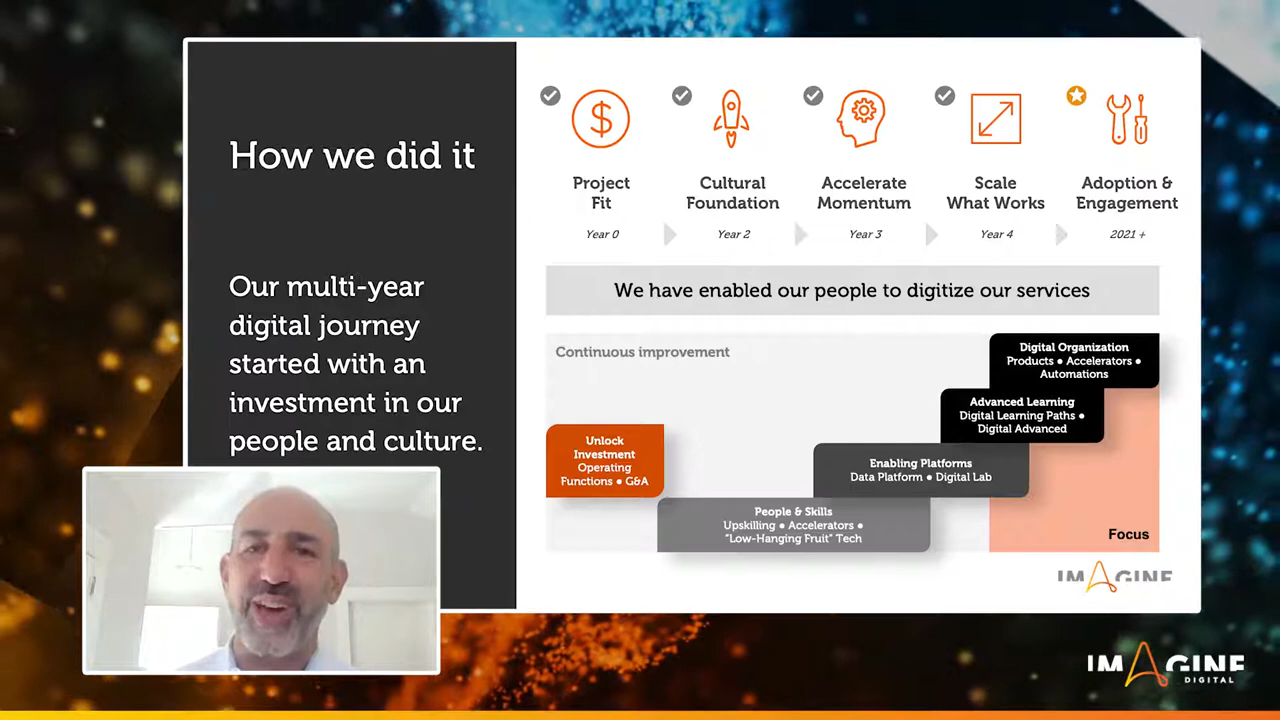 How we did it
Our multi-year
digital journey
started with an
investment in our
people and culture.
Project
Fit
Year 0
Cultural
Foundation
Year 2
Accelerate
Momentum
Year 3
Scale
What Works
Year 4
Adoption &
Engagement
2021 +
We have enabled our people to digitize our services
Continuous improvement
Digital Organization
Products ● Accelerators ●
Automations
Advanced Learning
Digital Learning Paths ●
Digital Advanced
Unlock
Investment
Operating
Functions ● G&A
Enabling Platforms
Data Platform ● Digital Lab
People & Skills
Upskilling ● Accelerators ●
"Low-Hanging Fruit" Tech
Focus
IMAGINE
IMAGINE
DIGITAL